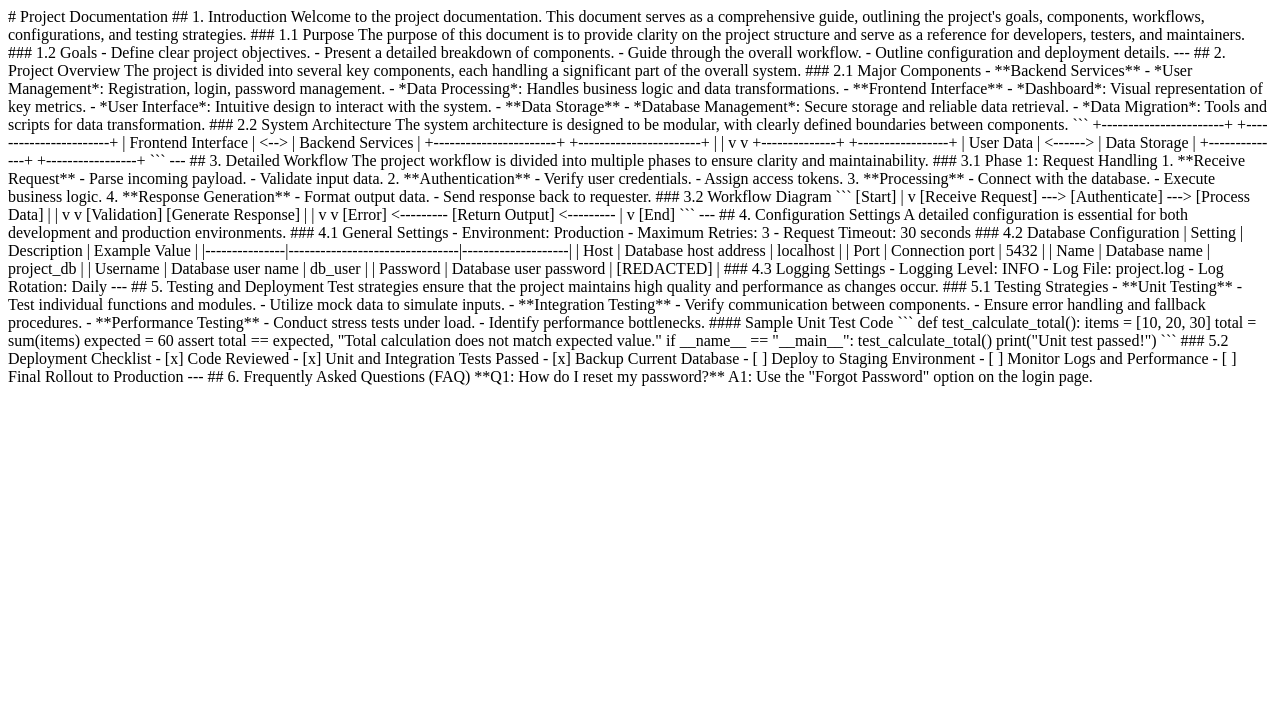 # Project Documentation ## 1. Introduction Welcome to the project documentation. This document serves as a comprehensive guide, outlining the project's goals, components, workflows,
configurations, and testing strategies. ### 1.1 Purpose The purpose of this document is to provide clarity on the project structure and serve as a reference for developers, testers, and maintainers.
### 1.2 Goals - Define clear project objectives. - Present a detailed breakdown of components. - Guide through the overall workflow. - Outline configuration and deployment details. --- ## 2.
Project Overview The project is divided into several key components, each handling a significant part of the overall system. ### 2.1 Major Components - **Backend Services** - *User
Management*: Registration, login, password management. - *Data Processing*: Handles business logic and data transformations. - **Frontend Interface** - *Dashboard*: Visual representation of
key metrics. - *User Interface*: Intuitive design to interact with the system. - **Data Storage** - *Database Management*: Secure storage and reliable data retrieval. - *Data Migration*: Tools and
scripts for data transformation. ### 2.2 System Architecture The system architecture is designed to be modular, with clearly defined boundaries between components. ``` +-----------------------+ +----
-------------------+ | Frontend Interface | <--> | Backend Services | +-----------------------+ +-----------------------+ | | v v +--------------+ +-----------------+ | User Data | <------> | Data Storage | +-----------
---+ +-----------------+ ``` --- ## 3. Detailed Workflow The project workflow is divided into multiple phases to ensure clarity and maintainability. ### 3.1 Phase 1: Request Handling 1. **Receive
Request** - Parse incoming payload. - Validate input data. 2. **Authentication** - Verify user credentials. - Assign access tokens. 3. **Processing** - Connect with the database. - Execute
business logic. 4. **Response Generation** - Format output data. - Send response back to requester. ### 3.2 Workflow Diagram ``` [Start] | v [Receive Request] ---> [Authenticate] ---> [Process
Data] | | v v [Validation] [Generate Response] | | v v [Error] <--------- [Return Output] <--------- | v [End] ``` --- ## 4. Configuration Settings A detailed configuration is essential for both
development and production environments. ### 4.1 General Settings - Environment: Production - Maximum Retries: 3 - Request Timeout: 30 seconds ### 4.2 Database Configuration | Setting |
Description | Example Value | |---------------|--------------------------------|--------------------| | Host | Database host address | localhost | | Port | Connection port | 5432 | | Name | Database name |
project_db | | Username | Database user name | db_user | | Password | Database user password | [REDACTED] | ### 4.3 Logging Settings - Logging Level: INFO - Log File: project.log - Log
Rotation: Daily --- ## 5. Testing and Deployment Test strategies ensure that the project maintains high quality and performance as changes occur. ### 5.1 Testing Strategies - **Unit Testing** -
Test individual functions and modules. - Utilize mock data to simulate inputs. - **Integration Testing** - Verify communication between components. - Ensure error handling and fallback
procedures. - **Performance Testing** - Conduct stress tests under load. - Identify performance bottlenecks. #### Sample Unit Test Code ``` def test_calculate_total(): items = [10, 20, 30] total =
sum(items) expected = 60 assert total == expected, "Total calculation does not match expected value." if __name__ == "__main__": test_calculate_total() print("Unit test passed!") ``` ### 5.2
Deployment Checklist - [x] Code Reviewed - [x] Unit and Integration Tests Passed - [x] Backup Current Database - [ ] Deploy to Staging Environment - [ ] Monitor Logs and Performance - [ ]
Final Rollout to Production --- ## 6. Frequently Asked Questions (FAQ) **Q1: How do I reset my password?** A1: Use the "Forgot Password" option on the login page.